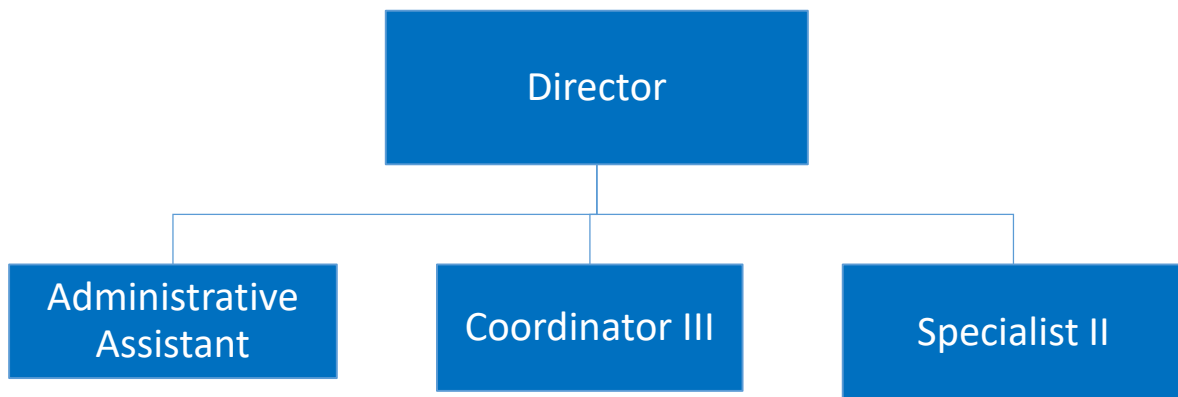 Director
Administrative
Assistant
Coordinator III
Specialist II